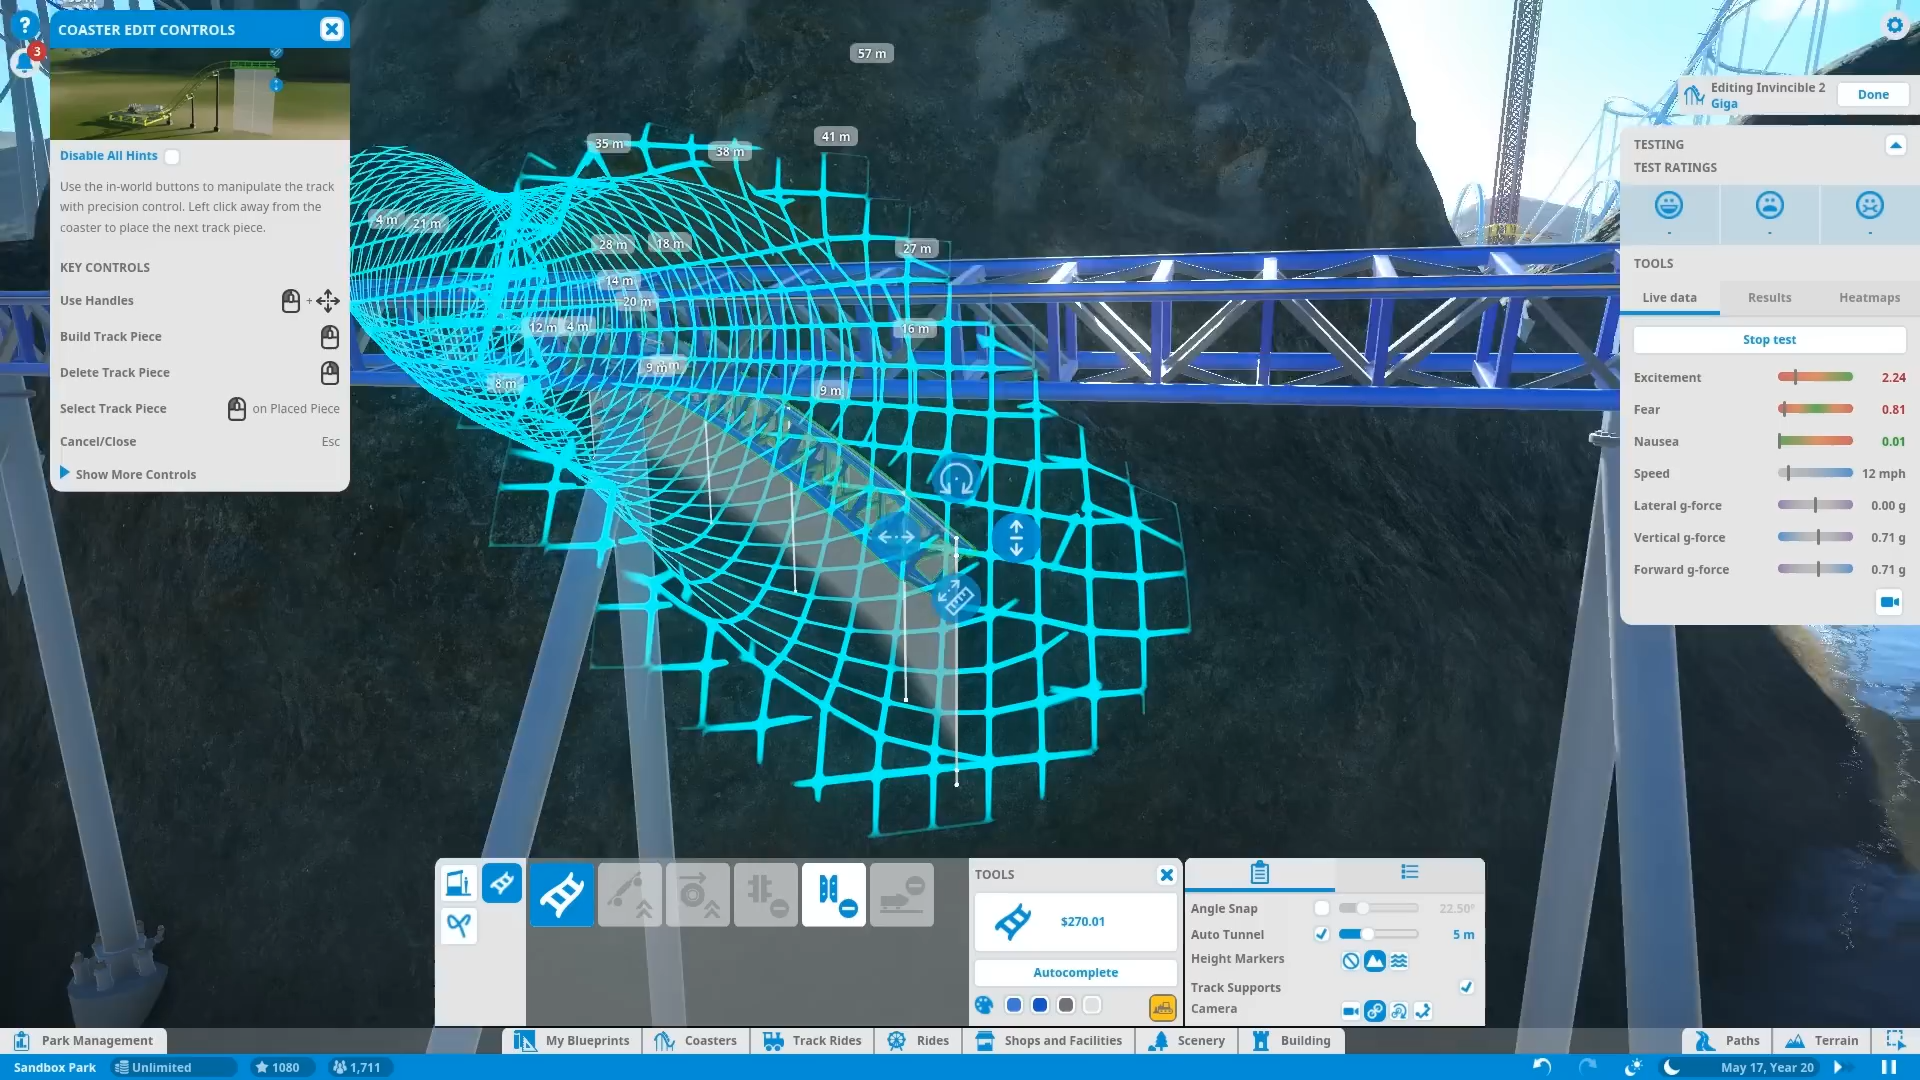 COASTER EDIT CONTROLS
3
Disable All Hints
Use the in-world buttons to manipulate the track
with precision control. Left click away from the
coaster to place the next track piece.
KEY CONTROLS
Use Handles
+
Build Track Piece
Delete Track Piece
Select Track Piece on Placed Piece
Cancel/Close Esc
Show More Controls
57 m
41 m
35 m
38 m
4 m
21 m
28 m
18 m
27 m
14 m
20 m
12 m
4 m
16 m
9 m
8 m
9 m
Editing Invincible 2
Giga
Done
TESTING
TEST RATINGS
- - -
TOOLS
Live data Results Heatmaps
Stop test
Excitement 2.24
Fear 0.81
Nausea 0.01
Speed 12 mph
Lateral g-force 0.00 g
Vertical g-force 0.71 g
Forward g-force 0.71 g
TOOLS
$270.01
Autocomplete
Angle Snap 22.50°
Auto Tunnel 5 m
Height Markers
Track Supports
Camera
Park Management
My Blueprints
Coasters
Track Rides
Rides
Shops and Facilities
Scenery
Building
Paths
Terrain
Sandbox Park
Unlimited
1080
1,711
May 17, Year 20